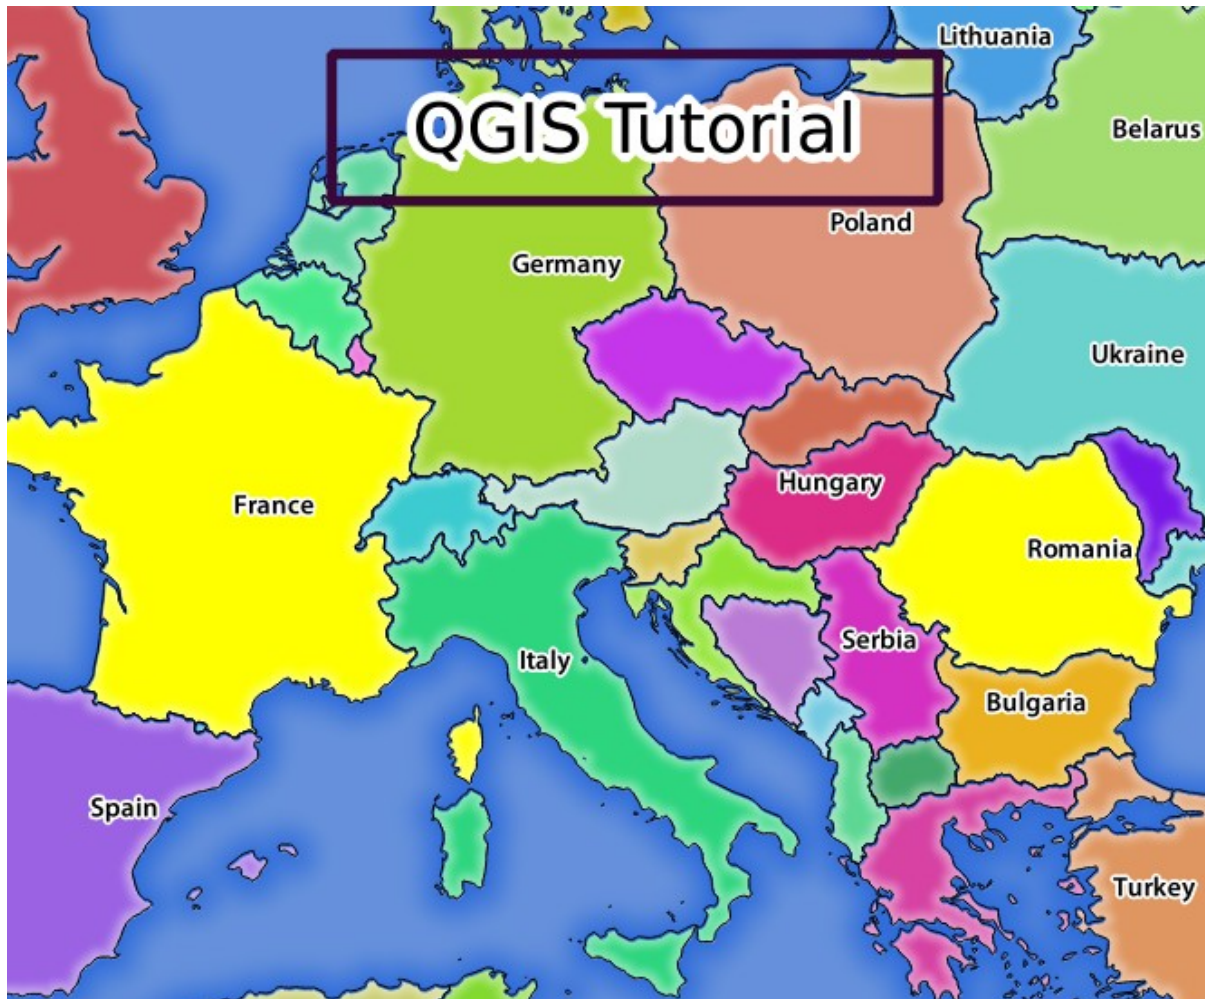 Lithuania
QGIS Tutorial
Belarus
Poland
Germany
Ukraine
Hungary
France
Romania
Serbia
Italy
Bulgaria
Spain
Turkey